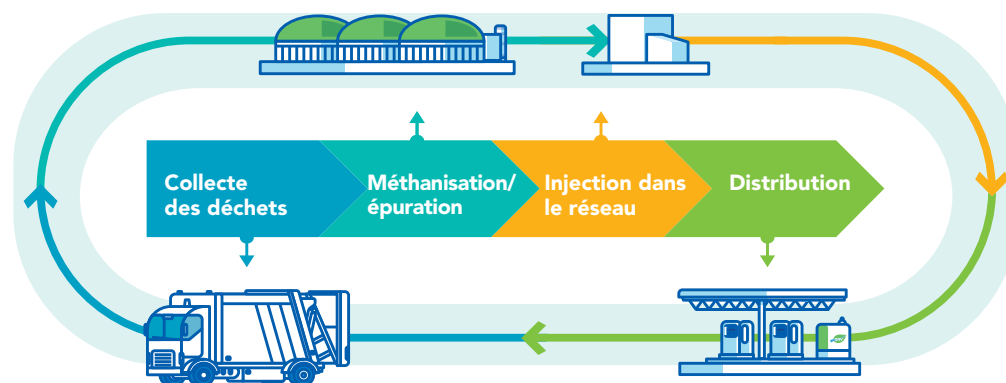 Collecte
des déchets
Méthanisation/
épuration
Injection dans
le réseau
Distribution